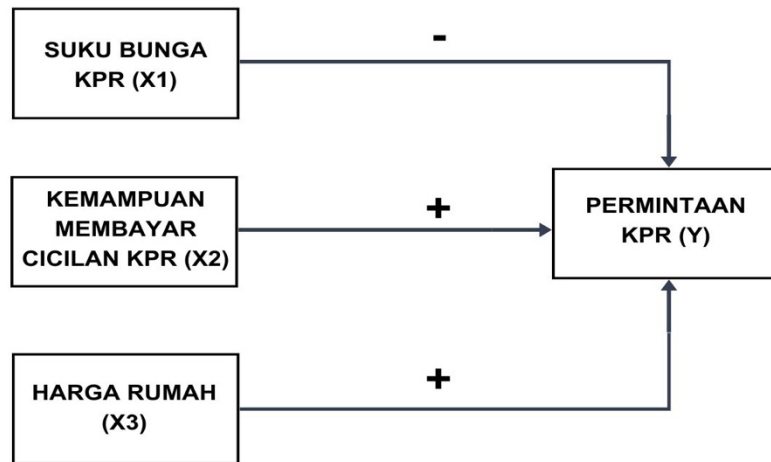 SUKU BUNGA
KPR (X1)
-
KEMAMPUAN
MEMBAYAR
CICILAN KPR (X2)
+
PERMINTAAN
KPR (Y)
HARGA RUMAH
(X3)
+